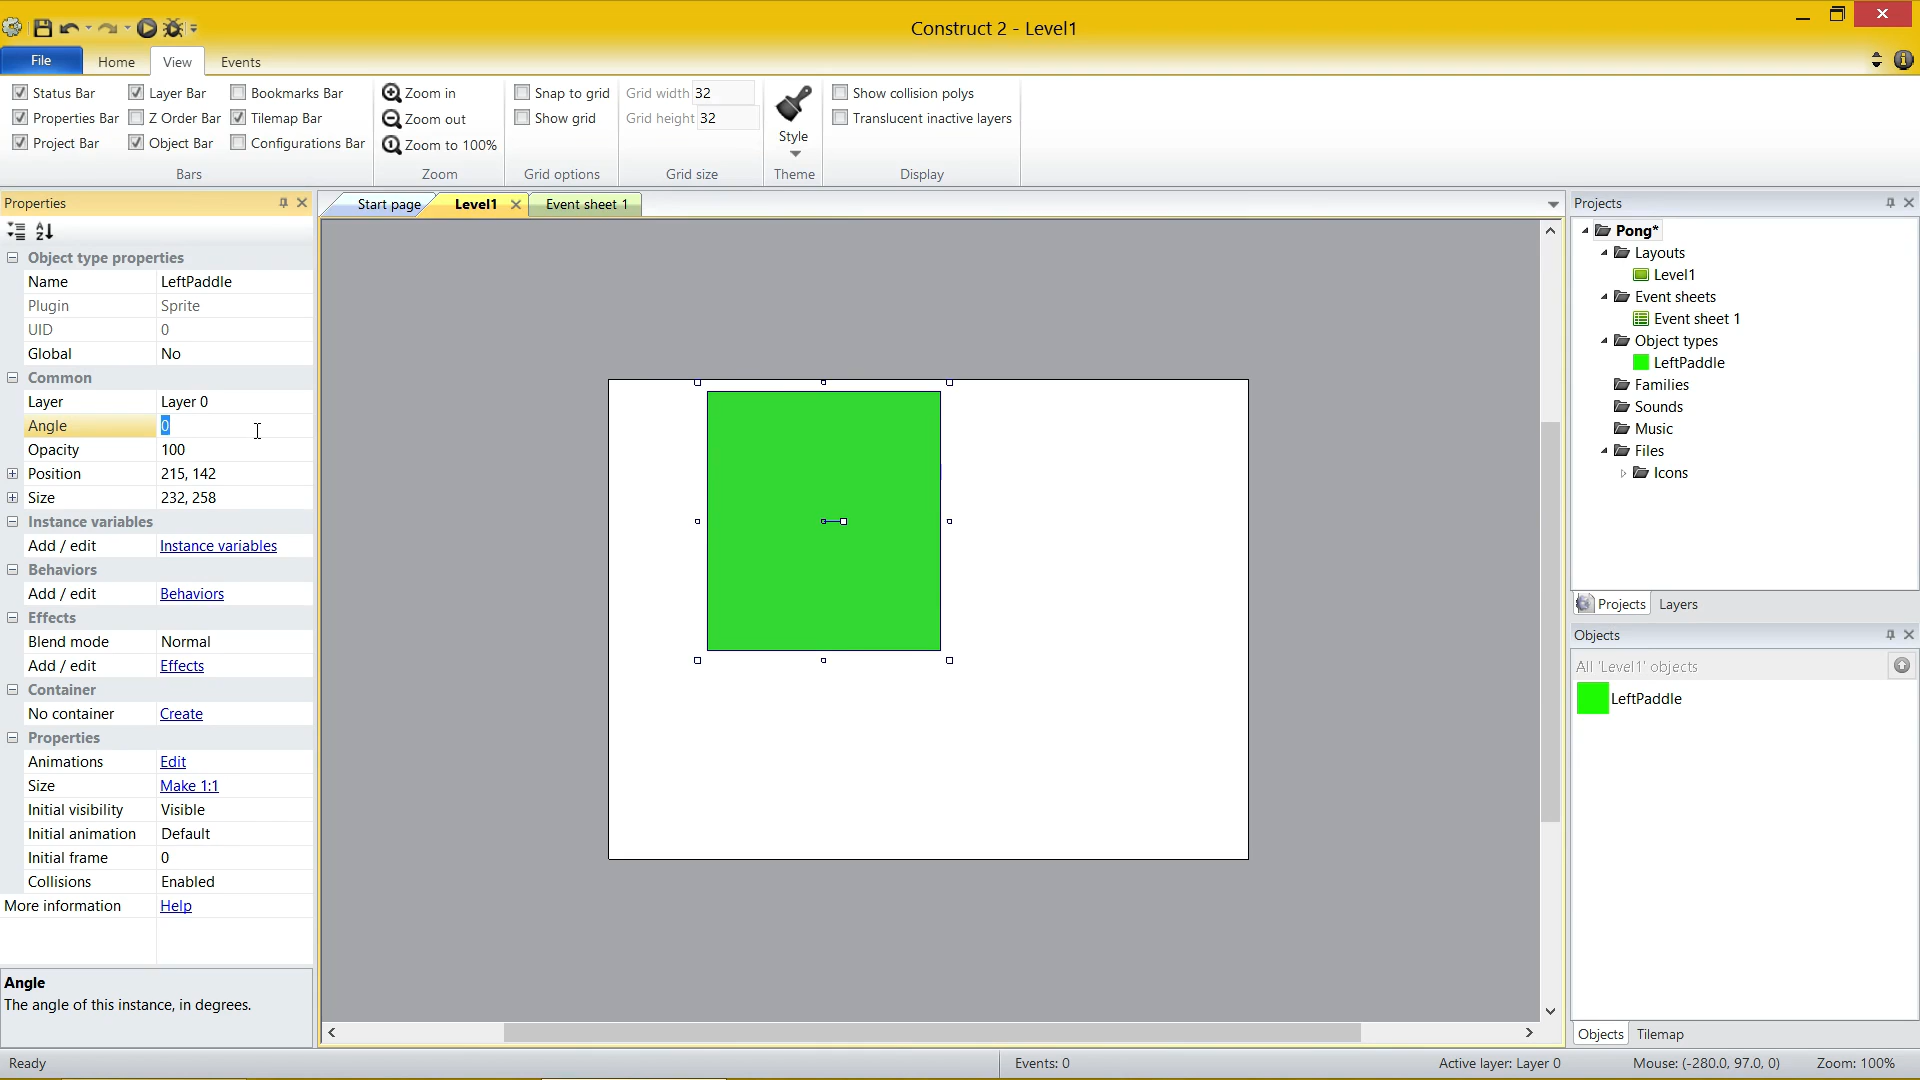 Construct 2 - Level1
File Home View Events
Status Bar Layer Bar Bookmarks Bar Zoom in Snap to grid Grid width 32 Show collision polys
Properties Bar Z Order Bar Tilemap Bar Zoom out Show grid Grid height 32 Translucent inactive layers
Project Bar Object Bar Configurations Bar Zoom to 100% Style
Bars Zoom Grid options Grid size Theme Display
Properties
Object type properties
Name LeftPaddle
Plugin Sprite
UID 0
Global No
Common
Layer Layer 0
Angle 0
Opacity 100
Position 215, 142
Size 232, 258
Instance variables
Add / edit Instance variables
Behaviors
Add / edit Behaviors
Effects
Blend mode Normal
Add / edit Effects
Container
No container Create
Properties
Animations Edit
Size Make 1:1
Initial visibility Visible
Initial animation Default
Initial frame 0
Collisions Enabled
More information Help
Angle
The angle of this instance, in degrees.
Start page Level1 Event sheet 1
Projects
Pong*
Layouts
Level1
Event sheets
Event sheet 1
Object types
LeftPaddle
Families
Sounds
Music
Files
Icons
Projects Layers
Objects
All 'Level1' objects
LeftPaddle
Objects Tilemap
Ready Events: 0 Active layer: Layer 0 Mouse: (-280.0, 97.0, 0) Zoom: 100%